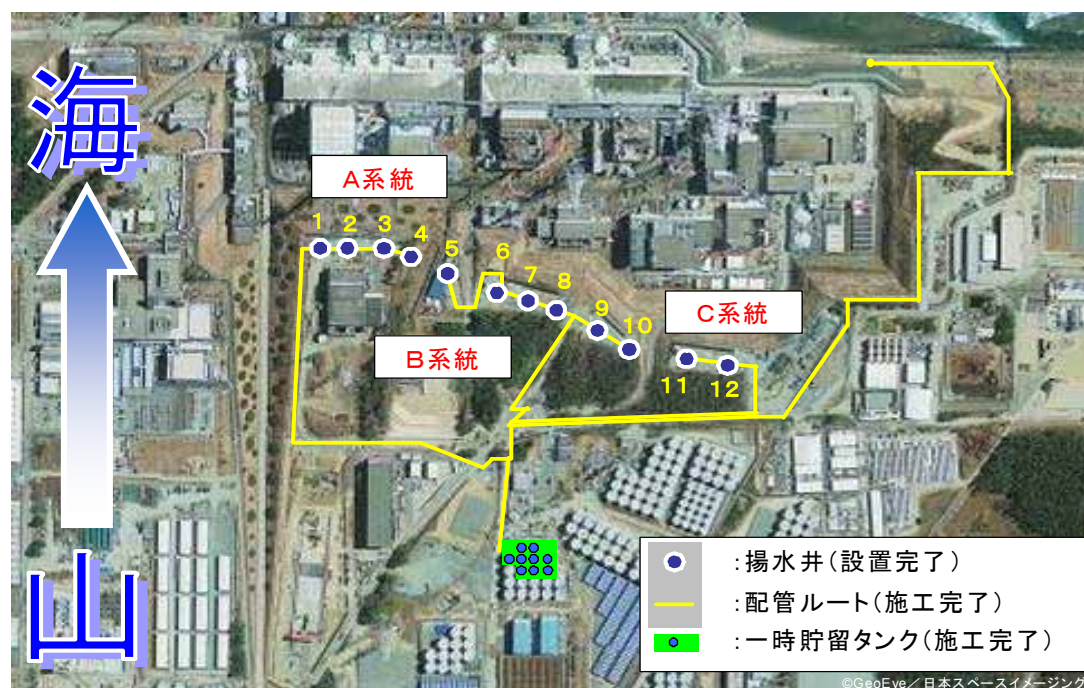 海
山
A系統
1
2
3
4
5
6
7
8
9
10
B系統
C系統
11
12
:揚水井(設置完了)
:配管ルート(施工完了)
:一時貯留タンク(施工完了)
©GeoEye/日本スペースイメージング